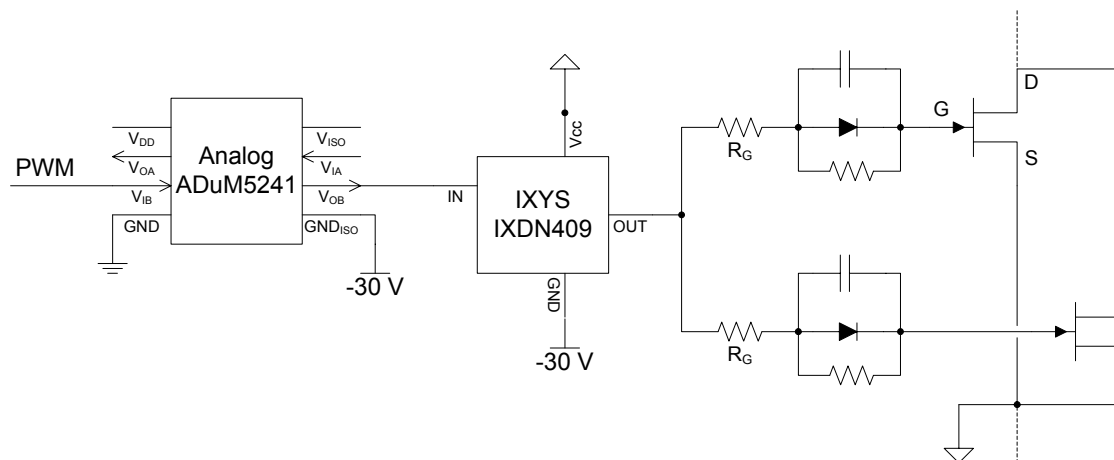 PWM
V_DD
V_OA
V_IB
GND
Analog
ADuM5241
V_ISO
V_IA
V_OB
GND_ISO
-30 V
IN
Vcc
IXYS
IXDN409
OUT
GND
-30 V
R_G
G
D
S
R_G